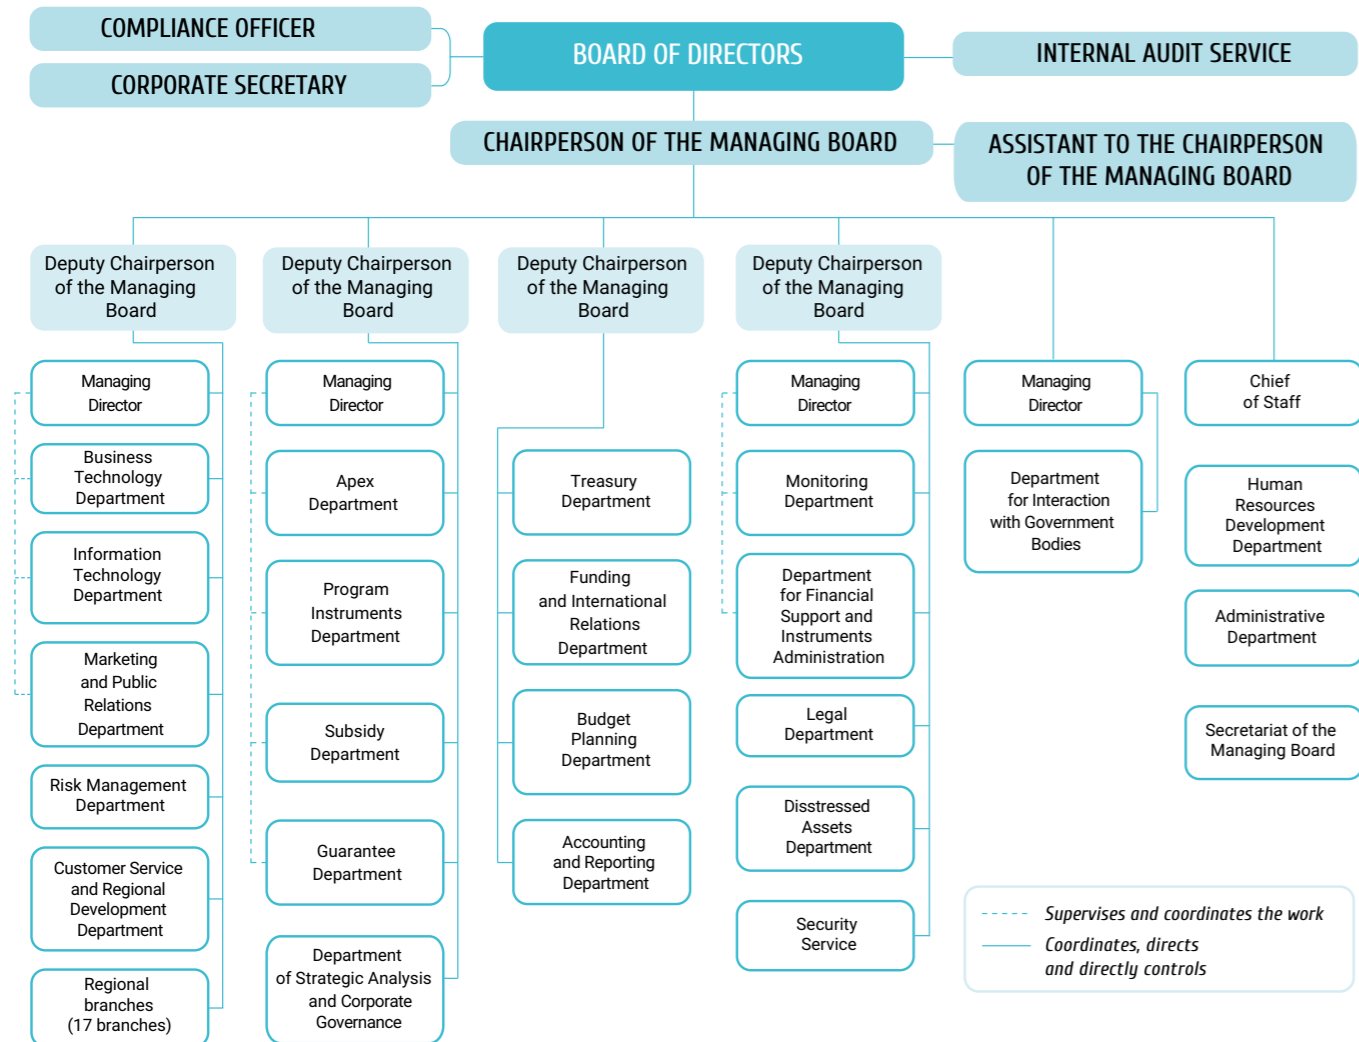 COMPLIANCE OFFICER
CORPORATE SECRETARY
BOARD OF DIRECTORS
INTERNAL AUDIT SERVICE
CHAIRPERSON OF THE MANAGING BOARD
ASSISTANT TO THE CHAIRPERSON
OF THE MANAGING BOARD
Deputy Chairperson
of the Managing
Board
Managing
Director
Business
Technology
Department
Information
Technology
Department
Marketing
and Public
Relations
Department
Risk Management
Department
Customer Service
and Regional
Development
Department
Regional
branches
(17 branches)
Deputy Chairperson
of the Managing
Board
Managing
Director
Apex
Department
Program
Instruments
Department
Subsidy
Department
Guarantee
Department
Department
of Strategic Analysis
and Corporate
Governance
Deputy Chairperson
of the Managing
Board
Treasury
Department
Funding
and International
Relations
Department
Budget
Planning
Department
Accounting
and Reporting
Department
Deputy Chairperson
of the Managing
Board
Managing
Director
Monitoring
Department
Department
for Financial
Support and
Instruments
Administration
Legal
Department
Disstressed
Assets
Department
Security
Service
Managing
Director
Department
for Interaction
with Government
Bodies
Chief
of Staff
Human
Resources
Development
Department
Administrative
Department
Secretariat of the
Managing Board
Supervises and coordinates the work
Coordinates, directs
and directly controls